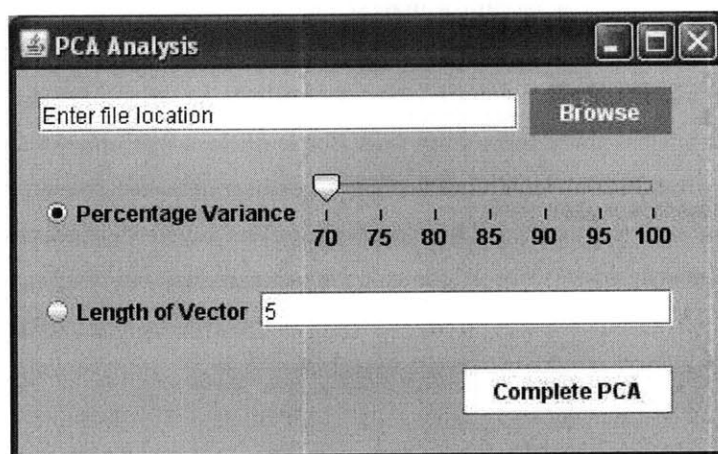 PCA Analysis
Enter file location
Browse
Percentage Variance
70 75 80 85 90 95 100
Length of Vector 5
Complete PCA